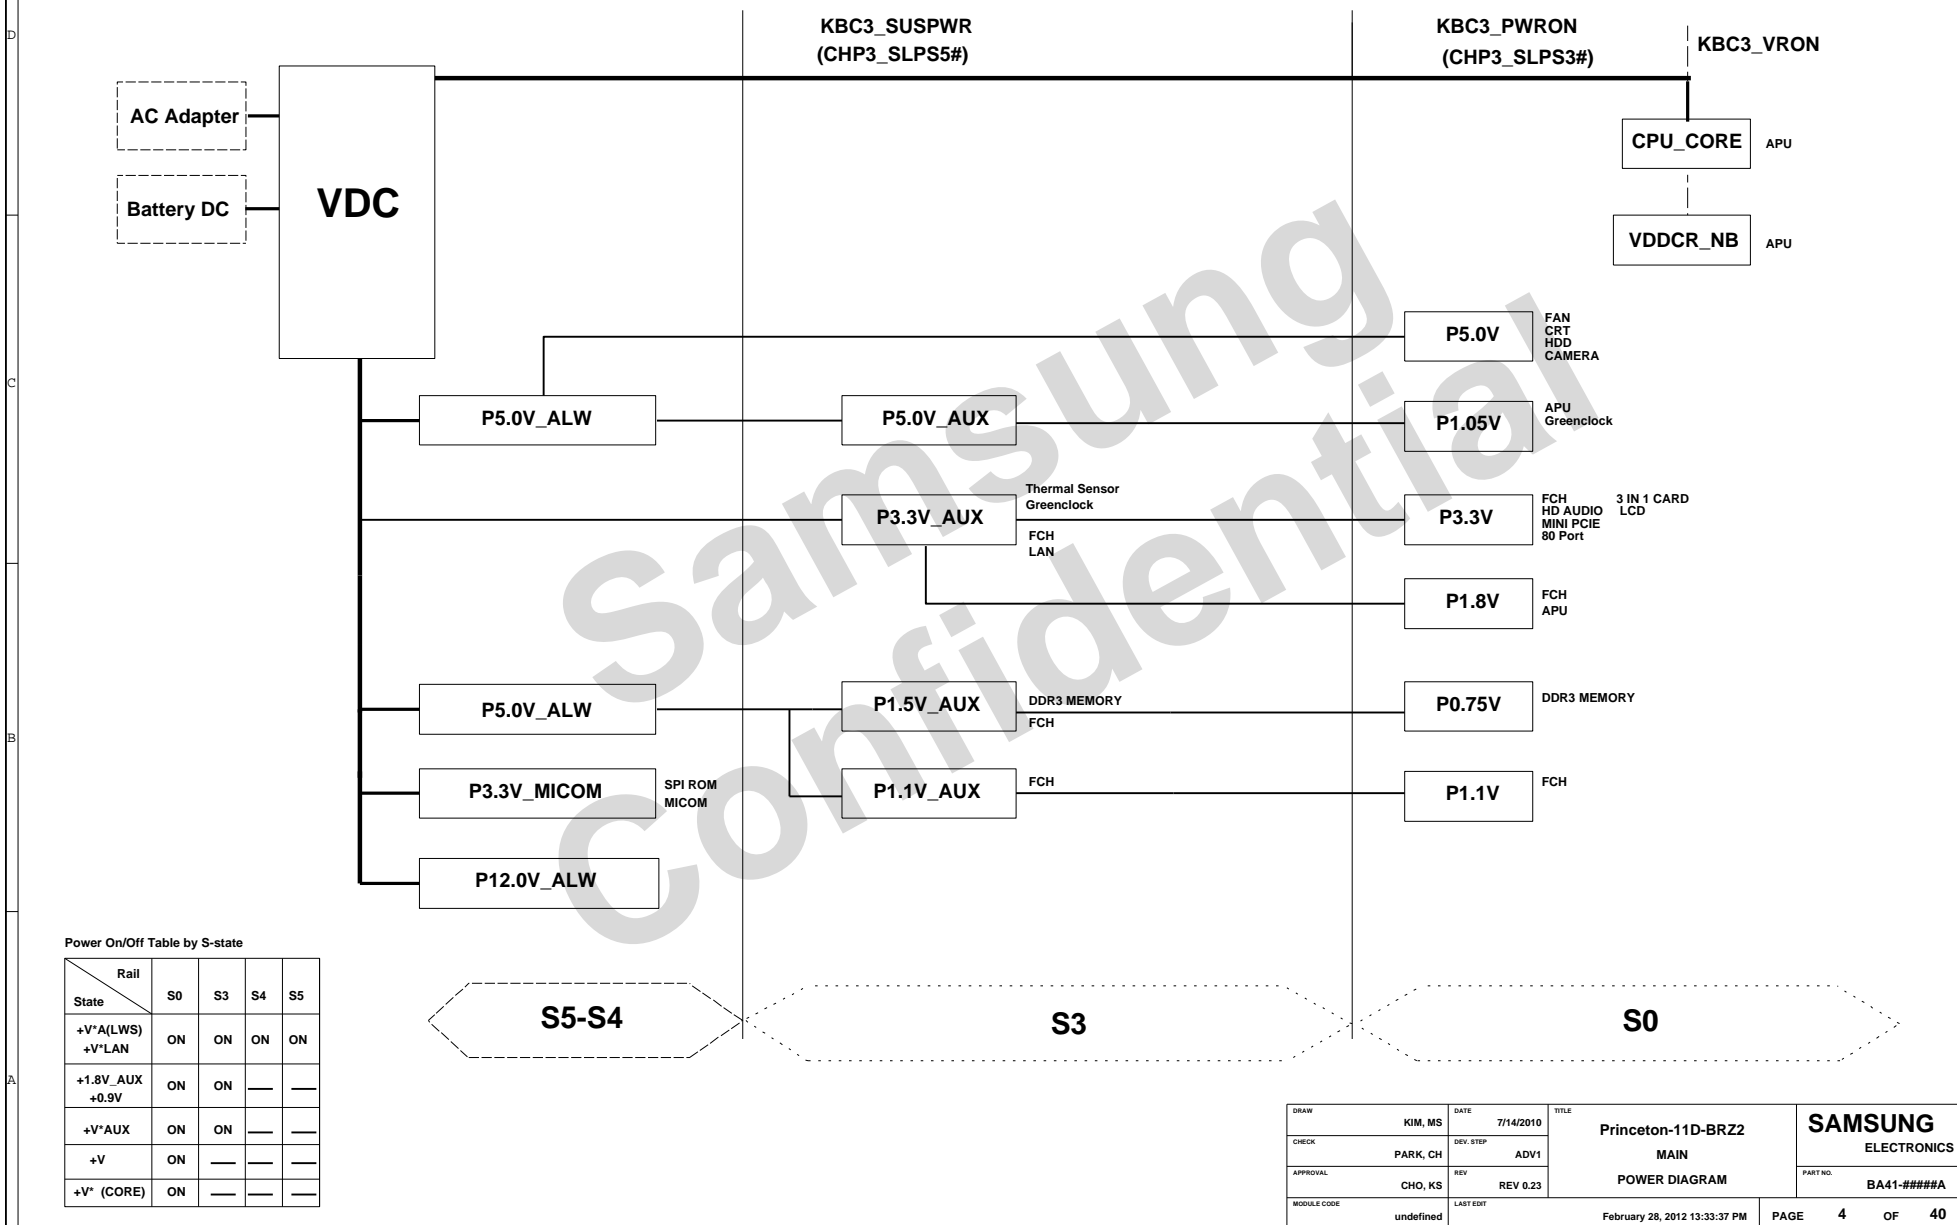 D
C
B
A
KBC3_SUSPWR
(CHP3_SLPS5#)
KBC3_PWRON
(CHP3_SLPS3#)
KBC3_VRON
AC Adapter
Battery DC
VDC
CPU_CORE
APU
VDDCR_NB
APU
P5.0V
FAN
CRT
HDD
CAMERA
P5.0V_ALW
P5.0V_AUX
P1.05V
APU
Greenclock
P3.3V_AUX
Thermal Sensor
Greenclock
FCH
LAN
P3.3V
FCH 3 IN 1 CARD
HD AUDIO LCD
MINI PCIE
80 Port
P1.8V
FCH
APU
P5.0V_ALW
P1.5V_AUX
DDR3 MEMORY
FCH
P0.75V
DDR3 MEMORY
P3.3V_MICOM
SPI ROM
MICOM
P1.1V_AUX
FCH
P1.1V
FCH
P12.0V_ALW
Samsung
Confidential
Power On/Off Table by S-state
Rail
State S0 S3 S4 S5
+V*A(LWS)
+V*LAN ON ON ON ON
+1.8V_AUX
+0.9V ON ON — —
+V*AUX ON ON — —
+V ON — — —
+V* (CORE) ON — — —
S5-S4
S3
S0
DRAW KIM, MS
DATE 7/14/2010
CHECK PARK, CH
DEV. STEP ADV1
APPROVAL CHO, KS
REV REV 0.23
MODULE CODE undefined
LAST EDIT February 28, 2012 13:33:37 PM
TITLE
Princeton-11D-BRZ2
MAIN
POWER DIAGRAM
SAMSUNG
ELECTRONICS
PART NO. BA41-#####A
PAGE 4 OF 40